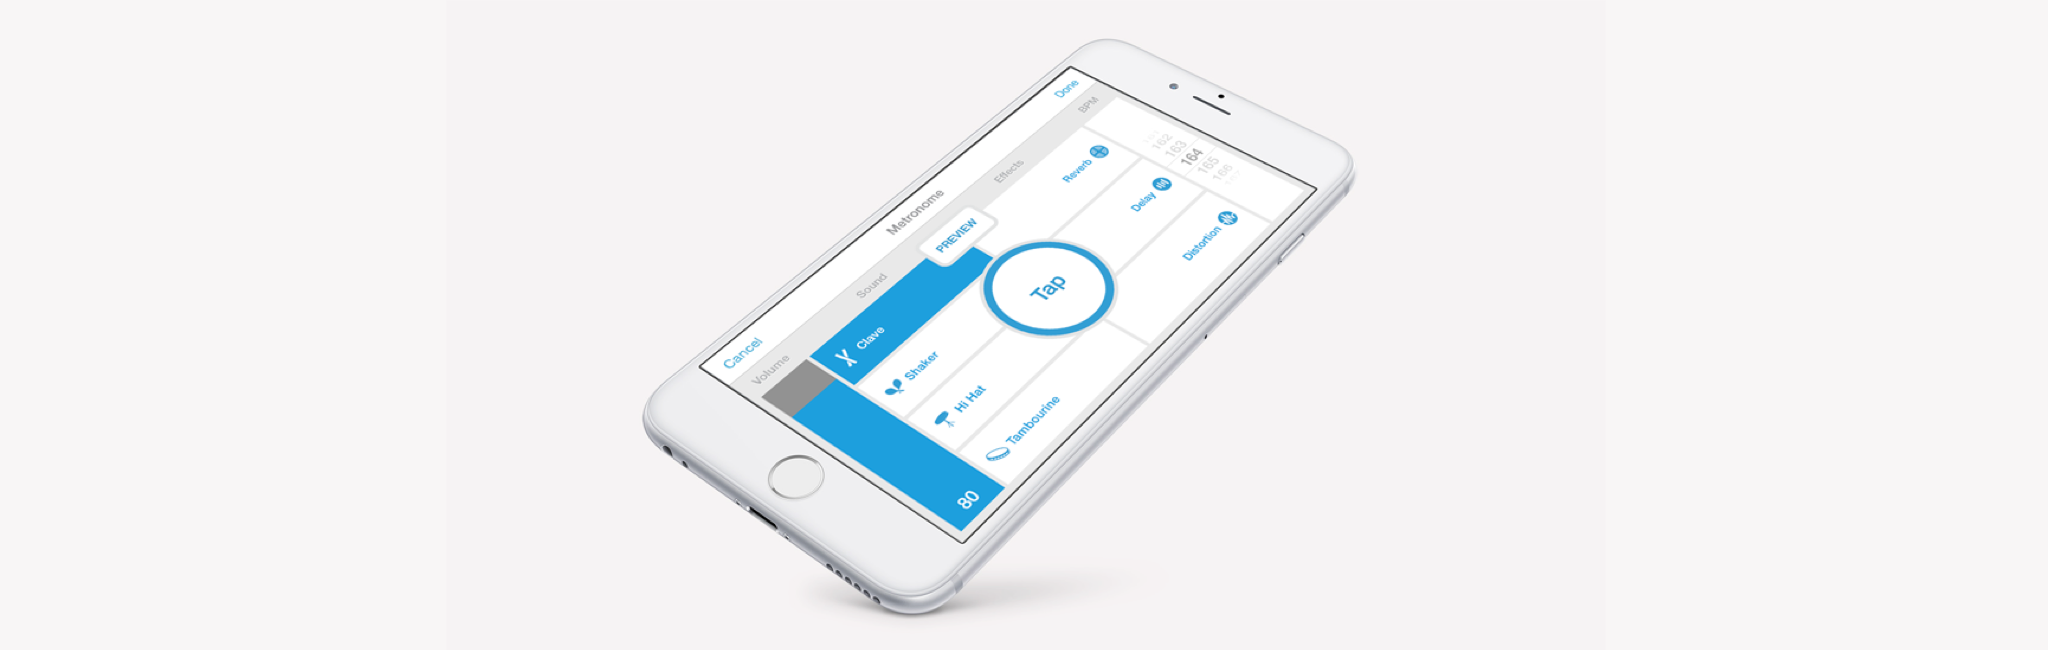 Cancel
Metronome
Done
Volume
Sound
Effects
BPM
PREVIEW
Clave
Shaker
Hi Hat
Tambourine
80
Tap
Reverb
Delay
Distortion
162
163
164
165
166